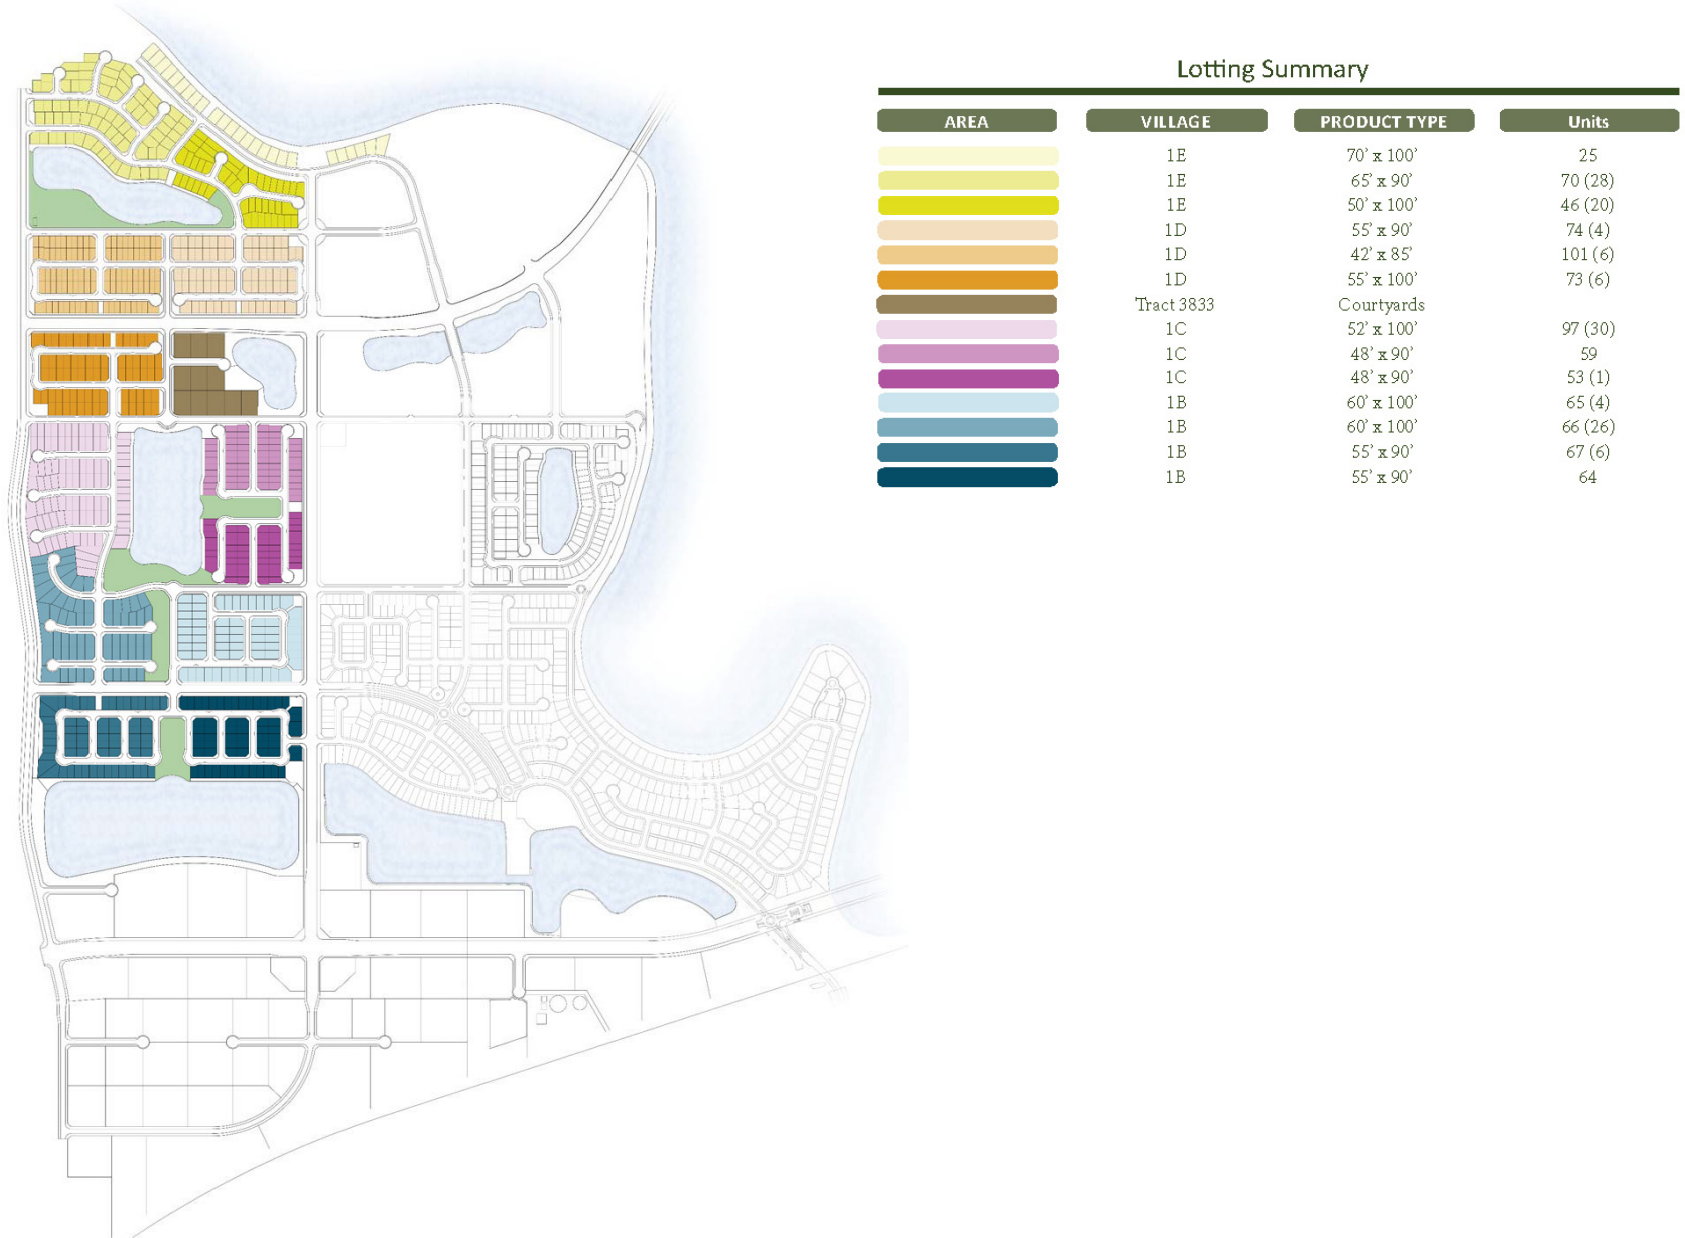 Lotting Summary
AREA VILLAGE PRODUCT TYPE Units
1E 70' x 100' 25
1E 65' x 90' 70 (28)
1E 50' x 100' 46 (20)
1D 55' x 90' 74 (4)
1D 42' x 85' 101 (6)
1D 55' x 100' 73 (6)
Tract 3833 Courtyards
1C 52' x 100' 97 (30)
1C 48' x 90' 59
1C 48' x 90' 53 (1)
1B 60' x 100' 65 (4)
1B 60' x 100' 66 (26)
1B 55' x 90' 67 (6)
1B 55' x 90' 64